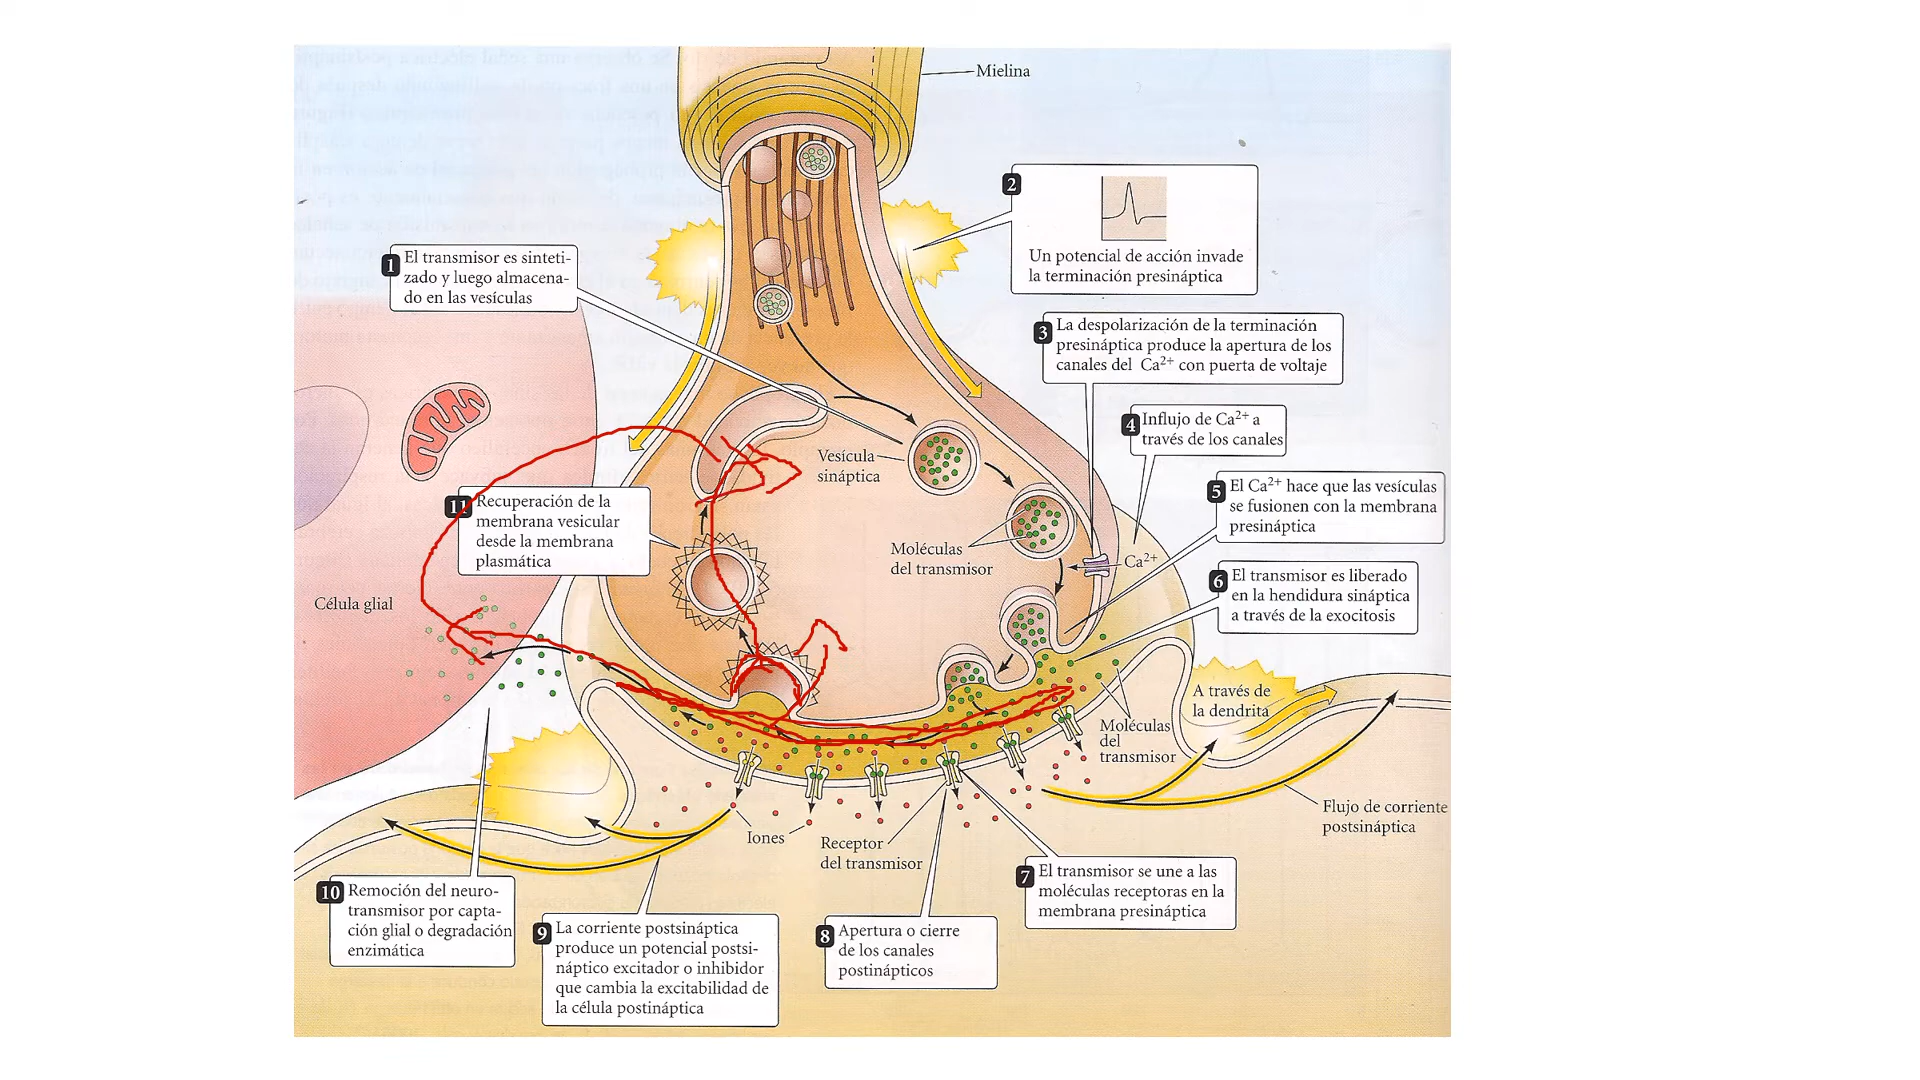 Mielina
2
Un potencial de acción invade
la terminación presináptica
1
El transmisor es sinteti-
zado y luego almacena-
do en las vesículas
3
La despolarización de la terminación
presináptica produce la apertura de los
canales del Ca2+ con puerta de voltaje
4
Influjo de Ca2+ a
través de los canales
Vesícula
sináptica
5
El Ca2+ hace que las vesículas
se fusionen con la membrana
presináptica
11
Recuperación de la
membrana vesicular
desde la membrana
plasmática
Moléculas
del transmisor
Ca2+
6
El transmisor es liberado
en la hendidura sináptica
a través de la exocitosis
Célula glial
A través de
la dendrita
Moléculas
del
transmisor
Flujo de corriente
postsináptica
Iones
Receptor
del transmisor
7
El transmisor se une a las
moléculas receptoras en la
membrana presináptica
10
Remoción del neuro-
transmisor por capta-
ción glial o degradación
enzimática
9
La corriente postsináptica
produce un potencial postsi-
náptico excitador o inhibidor
que cambia la excitabilidad de
la célula postináptica
8
Apertura o cierre
de los canales
postinápticos